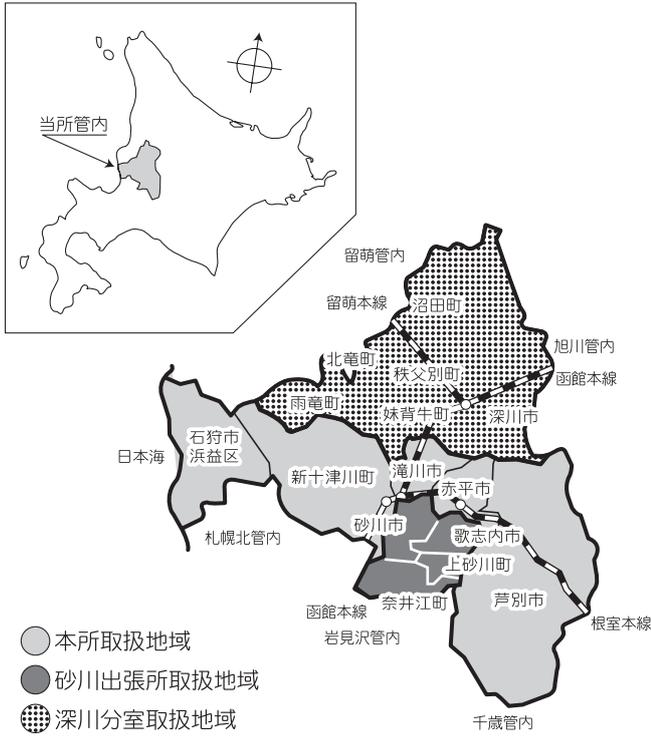 当所管内
留萌管内
留萌本線
沼田町
旭川管内
北竜町
秩父別町
函館本線
雨竜町
妹背牛町
深川市
石狩市
浜益区
日本海
新十津川町
滝川市
赤平市
砂川市
札幌北管内
歌志内市
上砂川町
奈井江町
芦別市
函館本線
岩見沢管内
根室本線
千歳管内
本所取扱地域
砂川出張所取扱地域
深川分室取扱地域